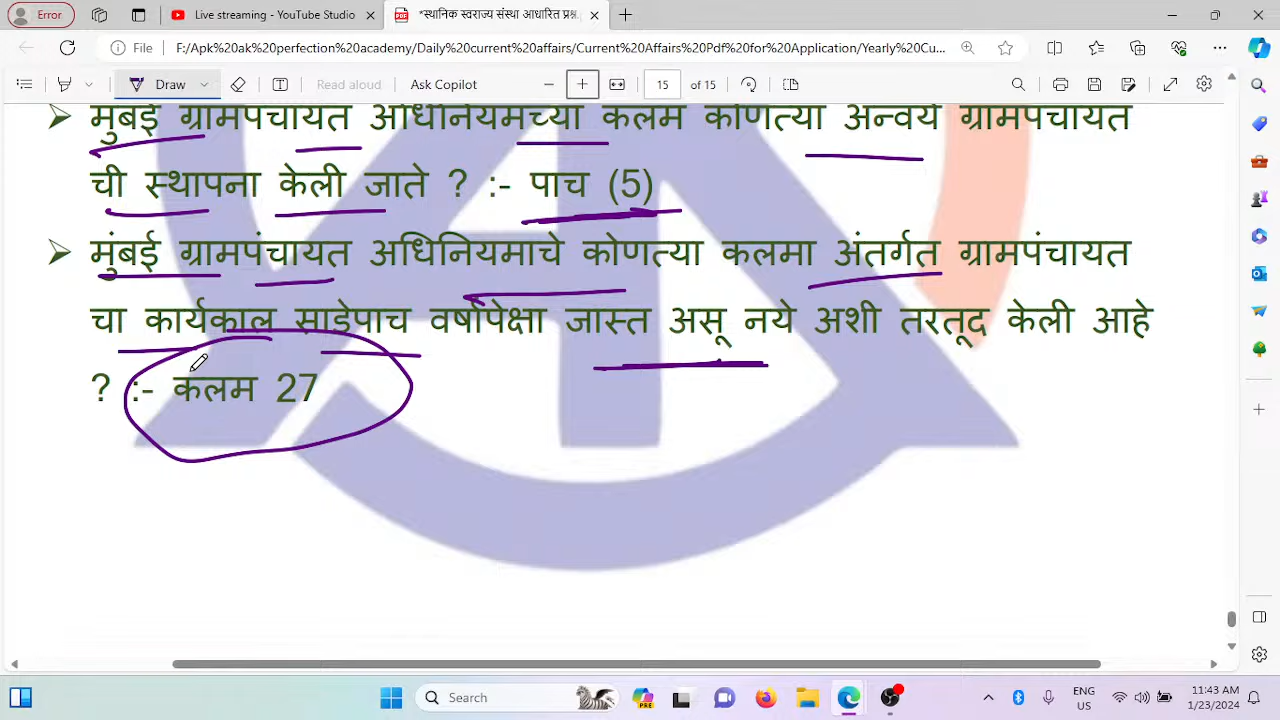 Error
Live streaming - YouTube Studio
*स्थानिक स्वराज्य संस्था आधारित प्रश्न
File
F:/Apk%20ak%20perfection%20academy/Daily%20current%20affairs/Current%20Affairs%20Poll%20for%20Application/Yearly%20Cu...
Draw
Read aloud
Ask Copilot
15
of 15
मुंबई ग्रामपंचायत अधिनियमच्या कलम कोणत्या अन्वये ग्रामपंचायत
ची स्थापना केली जाते ? :- पाच (5)
मुंबई ग्रामपंचायत अधिनियमाचे कोणत्या कलमा अंतर्गत ग्रामपंचायत
चा कार्यकाल साडेपाच वर्षापेक्षा जास्त असू नये अशी तरतूद केली आहे
? :- कलम 27
Search
PRE
ENG
US
11:43 AM
1/23/2024